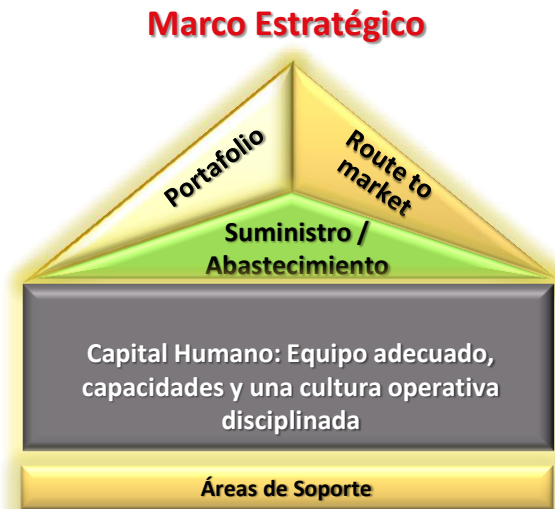 Marco Estratégico
Portafolio
Route to
market
Suministro /
Abastecimiento
Capital Humano: Equipo adecuado,
capacidades y una cultura operativa
disciplinada
Áreas de Soporte